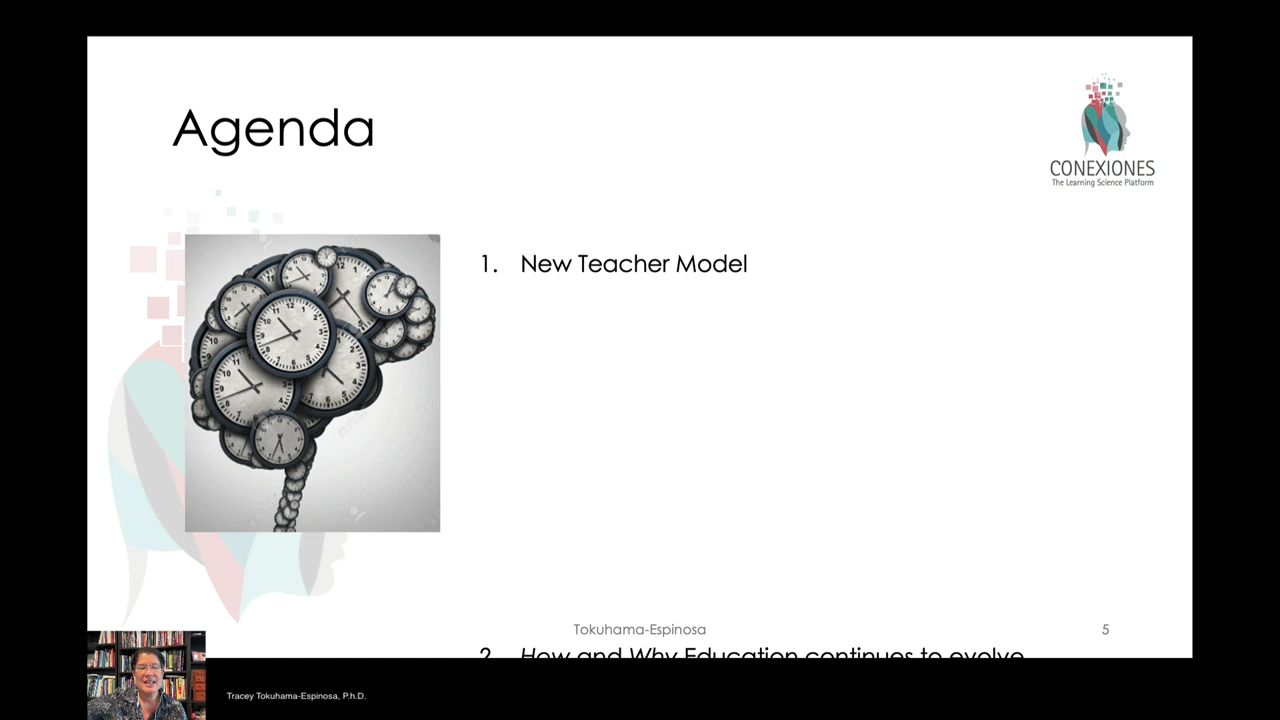 Agenda
CONEXIONES
The Learning Science Platform
1. New Teacher Model
Tokuhama-Espinosa
5
2. How and Why Education continues to evolve
Tracey Tokuhama-Espinosa, Ph.D.